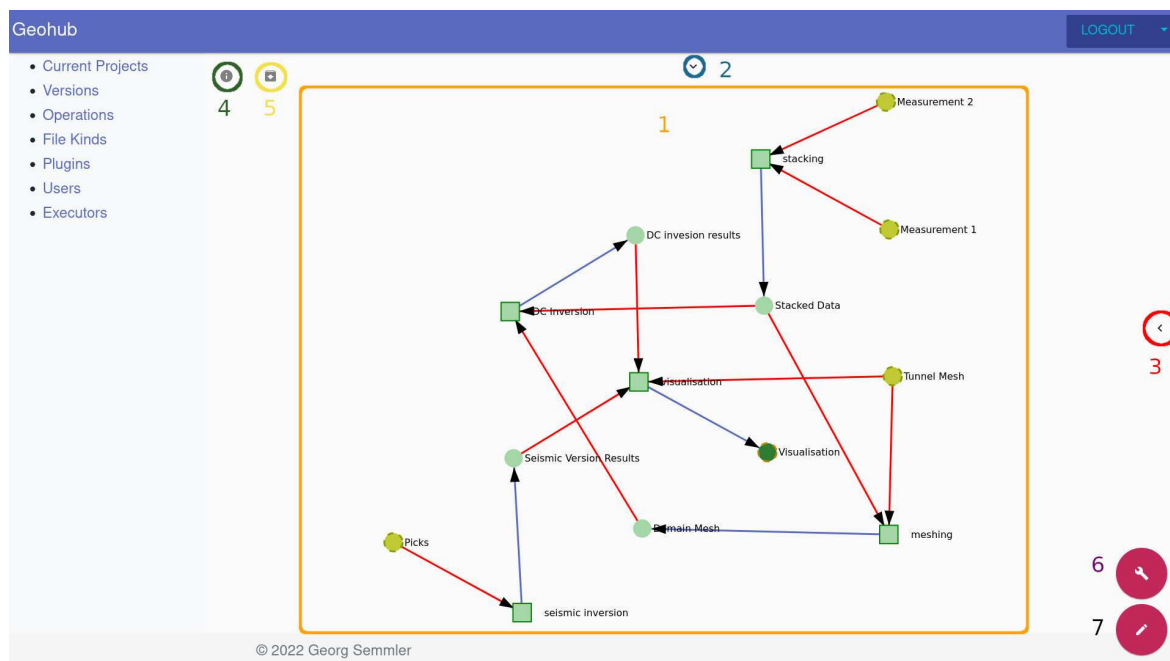 Geohub
LOGOUT
Current Projects
Versions
Operations
File Kinds
Plugins
Users
Executors
4
5
2
1
Measurement 2
stacking
Measurement 1
DC invesion results
DC Inversion
Stacked Data
3
visualisation
Tunnel Mesh
Visualisation
Seismic Version Results
Domain Mesh
meshing
Picks
6
seismic inversion
7
© 2022 Georg Semmler